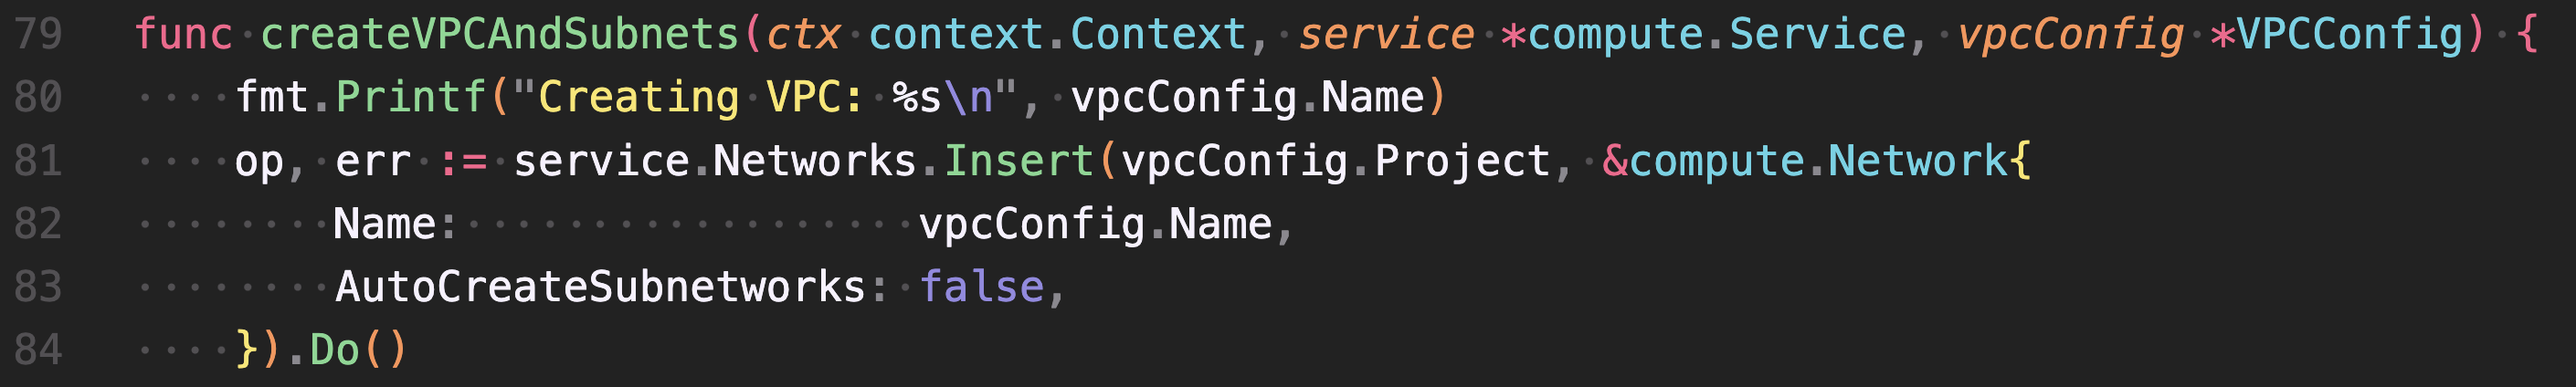 79 func createVPCAndSubnets(ctx context.Context, service *compute.Service, vpcConfig *VPCConfig) {
80     fmt.Printf("Creating VPC: %s\n", vpcConfig.Name)
81     op, err := service.Networks.Insert(vpcConfig.Project, &compute.Network{
82         Name:                  vpcConfig.Name,
83         AutoCreateSubnetworks: false,
84     }).Do()